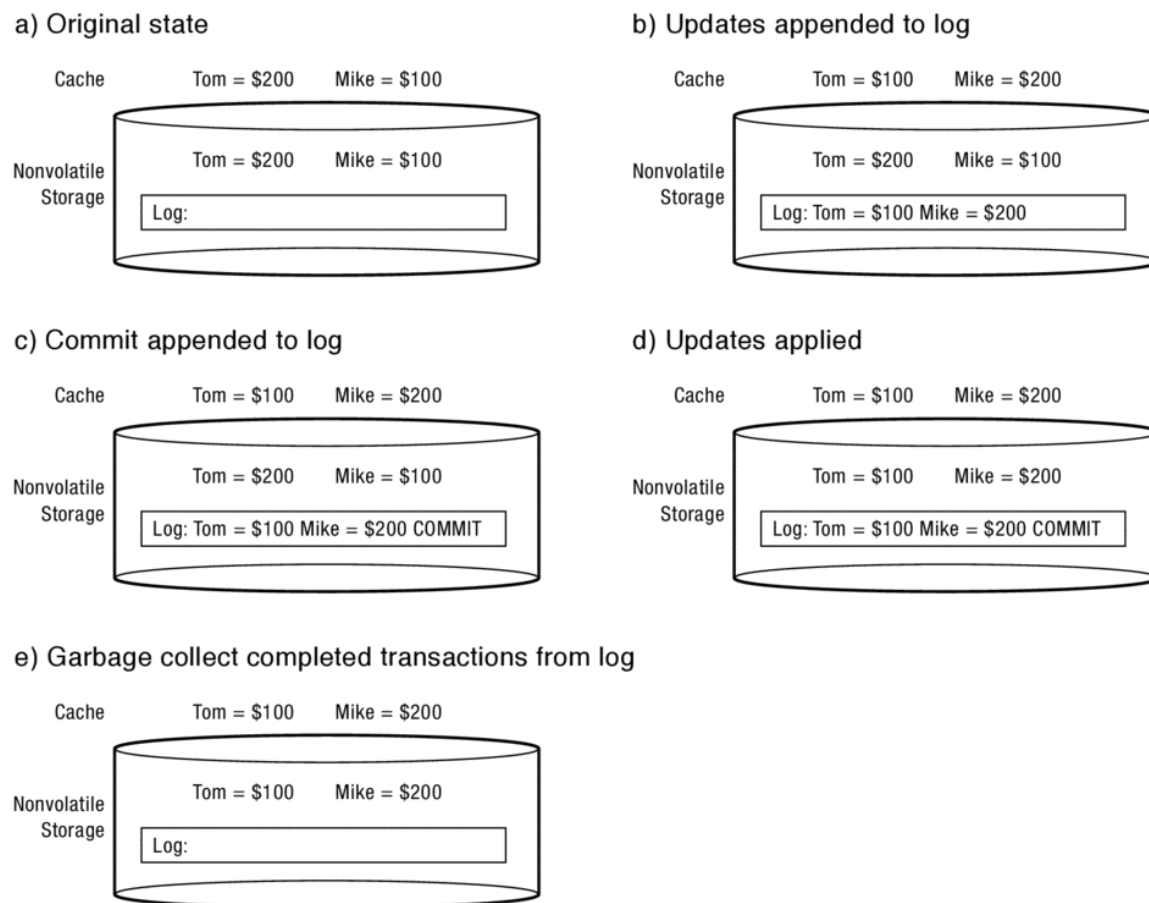 a) Original state
Cache Tom = $200 Mike = $100
Tom = $200 Mike = $100
Nonvolatile
Storage
Log:
b) Updates appended to log
Cache Tom = $100 Mike = $200
Tom = $200 Mike = $100
Nonvolatile
Storage
Log: Tom = $100 Mike = $200
c) Commit appended to log
Cache Tom = $100 Mike = $200
Tom = $200 Mike = $100
Nonvolatile
Storage
Log: Tom = $100 Mike = $200 COMMIT
d) Updates applied
Cache Tom = $100 Mike = $200
Tom = $100 Mike = $200
Nonvolatile
Storage
Log: Tom = $100 Mike = $200 COMMIT
e) Garbage collect completed transactions from log
Cache Tom = $100 Mike = $200
Tom = $100 Mike = $200
Nonvolatile
Storage
Log: